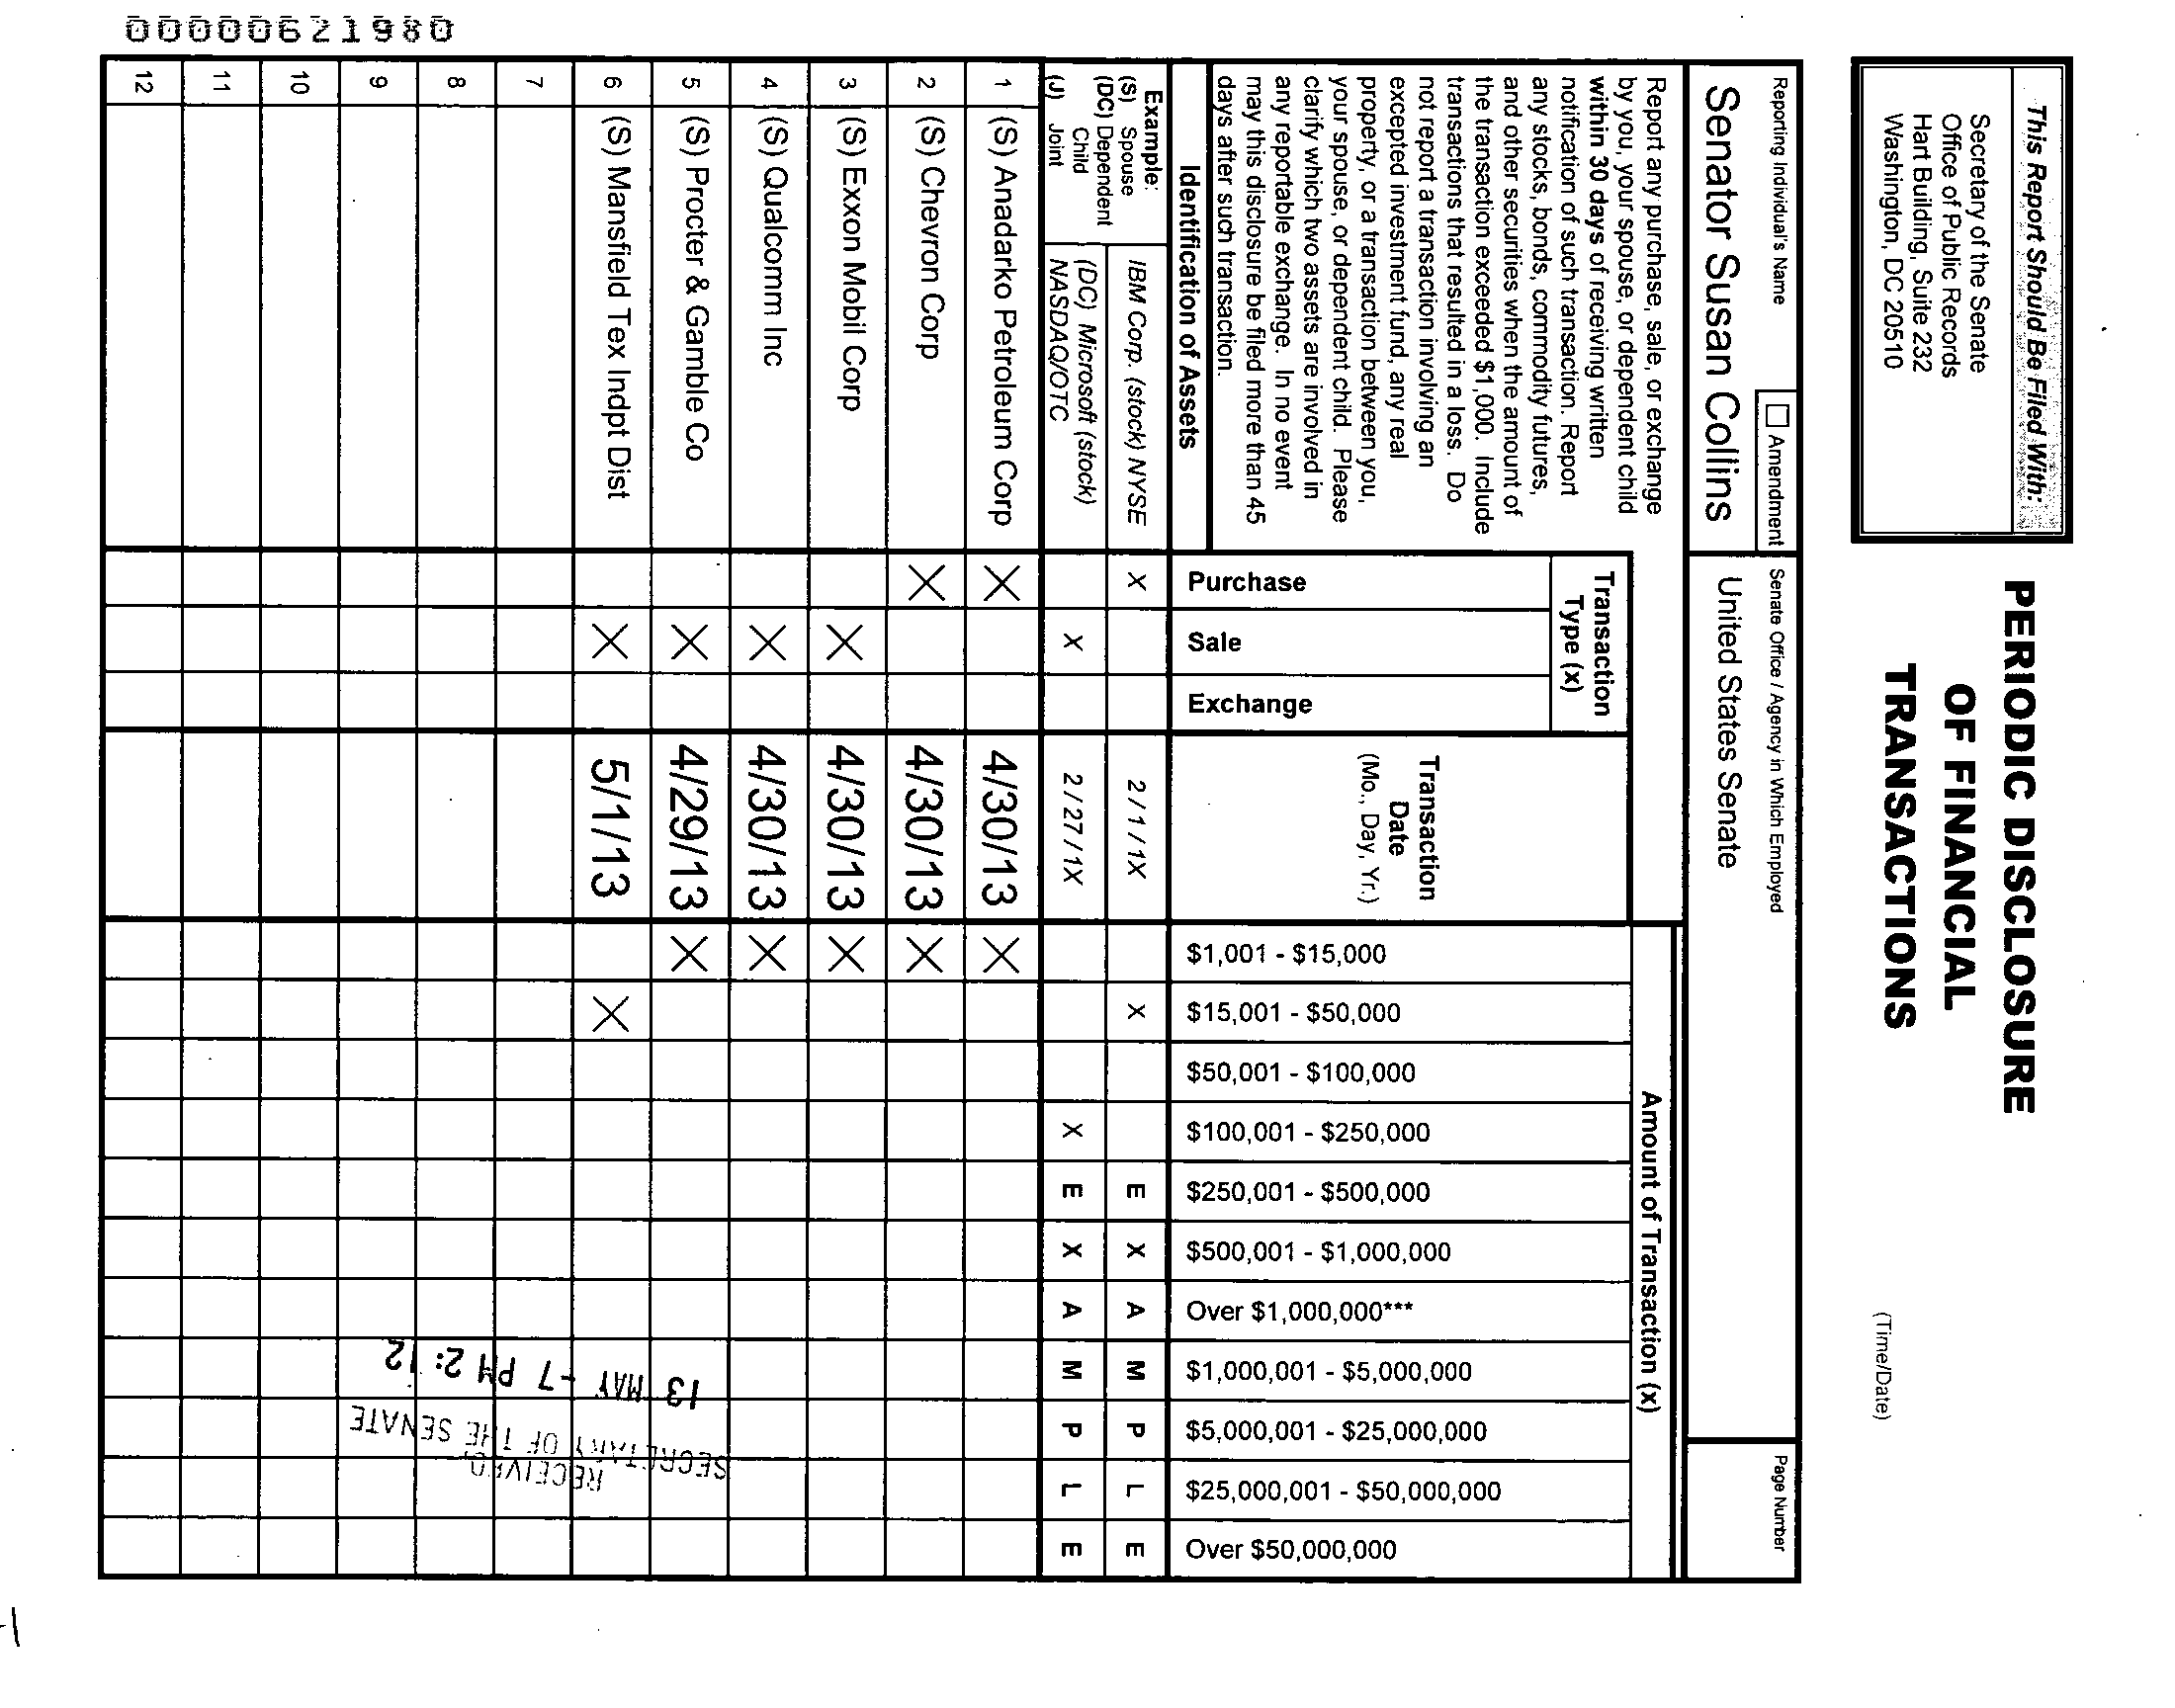 This Report Should Be Filed With:
Secretary of the Senate
Office of Public Records
Hart Building, Suite 232
Washington, DC 20510
PERIODIC DISCLOSURE
OF FINANCIAL
TRANSACTIONS
(Time/Date)
Reporting Individual's Name
Amendment
Senate Office / Agency in Which Employed
Page Number
Senator Susan Collins
United States Senate
Report any purchase, sale, or exchange
by you, your spouse, or dependent child
within 30 days of receiving written
notification of such transaction. Report
any stocks, bonds, commodity futures,
and other securities when the amount of
the transaction exceeded $1,000. Include
transactions that resulted in a loss. Do
not report a transaction involving an
excepted investment fund, any real
property, or a transaction between you,
your spouse, or dependent child. Please
clarify which two assets are involved in
any reportable exchange. In no event
may this disclosure be filed more than 45
days after such transaction.
Identification of Assets
Transaction
Type (x)
Purchase
Sale
Exchange
Transaction
Date
(Mo., Day, Yr.)
Amount of Transaction (x)
$1,001 - $15,000
$15,001 - $50,000
$50,001 - $100,000
$100,001 - $250,000
$250,001 - $500,000
$500,001 - $1,000,000
Over $1,000,000***
$1,000,001 - $5,000,000
$5,000,001 - $25,000,000
$25,000,001 - $50,000,000
Over $50,000,000
Example:
(S) Spouse
(DC) Dependent
Child
(J) Joint
IBM Corp. (stock) NYSE X 2 / 1 / 1X X E X A M P L E
(DC) Microsoft (stock)
NASDAQ/OTC X 2 / 27 / 1X X E X A M P L E
1 (S) Anadarko Petroleum Corp X 4/30/13 X
2 (S) Chevron Corp X 4/30/13 X
3 (S) Exxon Mobil Corp X 4/30/13 X
4 (S) Qualcomm Inc X 4/30/13 X
5 (S) Procter & Gamble Co X 4/29/13 X
6 (S) Mansfield Tex Indpt Dist X 5/1/13 X
7
8
9
10
11
12
RECEIVED
SECRETARY OF THE SENATE
13 MAY -7 PM 2:12
00000621980